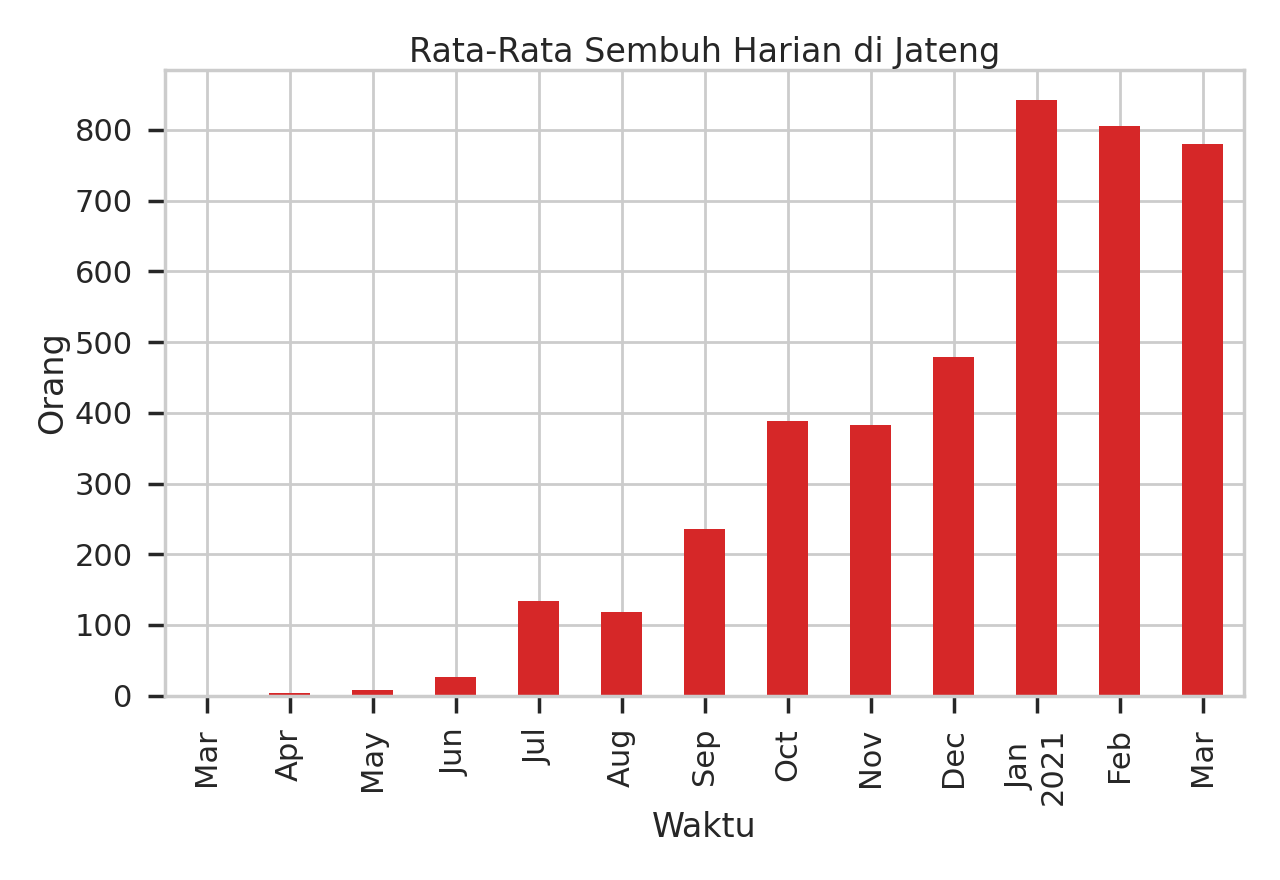 Rata-Rata Sembuh Harian di Jateng
Orang
800
700
600
500
400
300
200
100
0
Mar
Apr
May
Jun
Jul
Aug
Sep
Oct
Nov
Dec
Jan
2021
Feb
Mar
Waktu